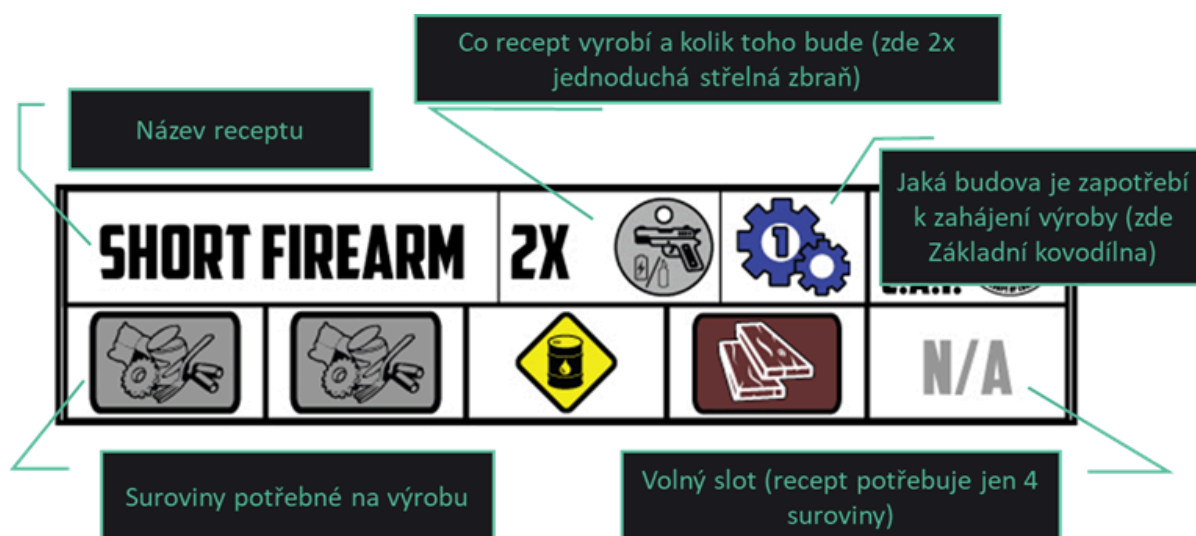 Co recept vyrobí a kolik toho bude (zde 2x
jednoduchá střelná zbraň)
Název receptu
Jaká budova je zapotřebí
k zahájení výroby (zde
Základní kovodílna)
SHORT FIREARM
2X
1
N/A
Suroviny potřebné na výrobu
Volný slot (recept potřebuje jen 4
suroviny)